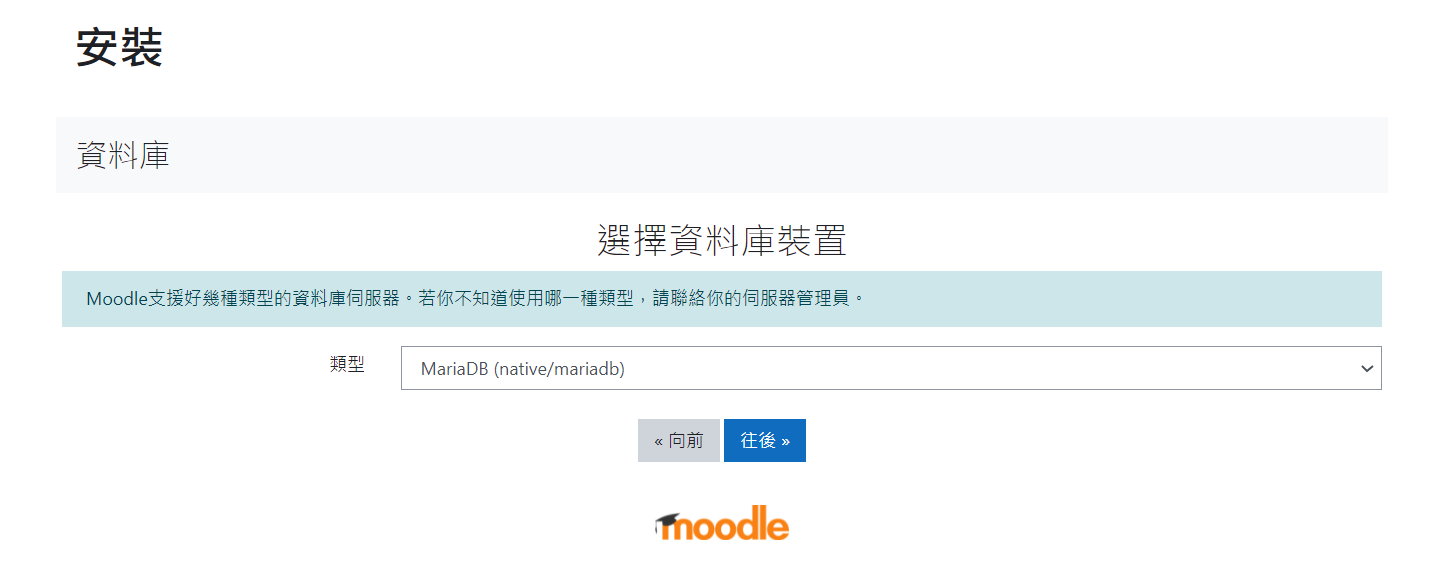 安裝
資料庫
選擇資料庫裝置
Moodle支援好幾種類型的資料庫伺服器。若你不知道使用哪一種類型，請聯絡你的伺服器管理員。
類型
MariaDB (native/mariadb)
« 向前
往後 »
moodle